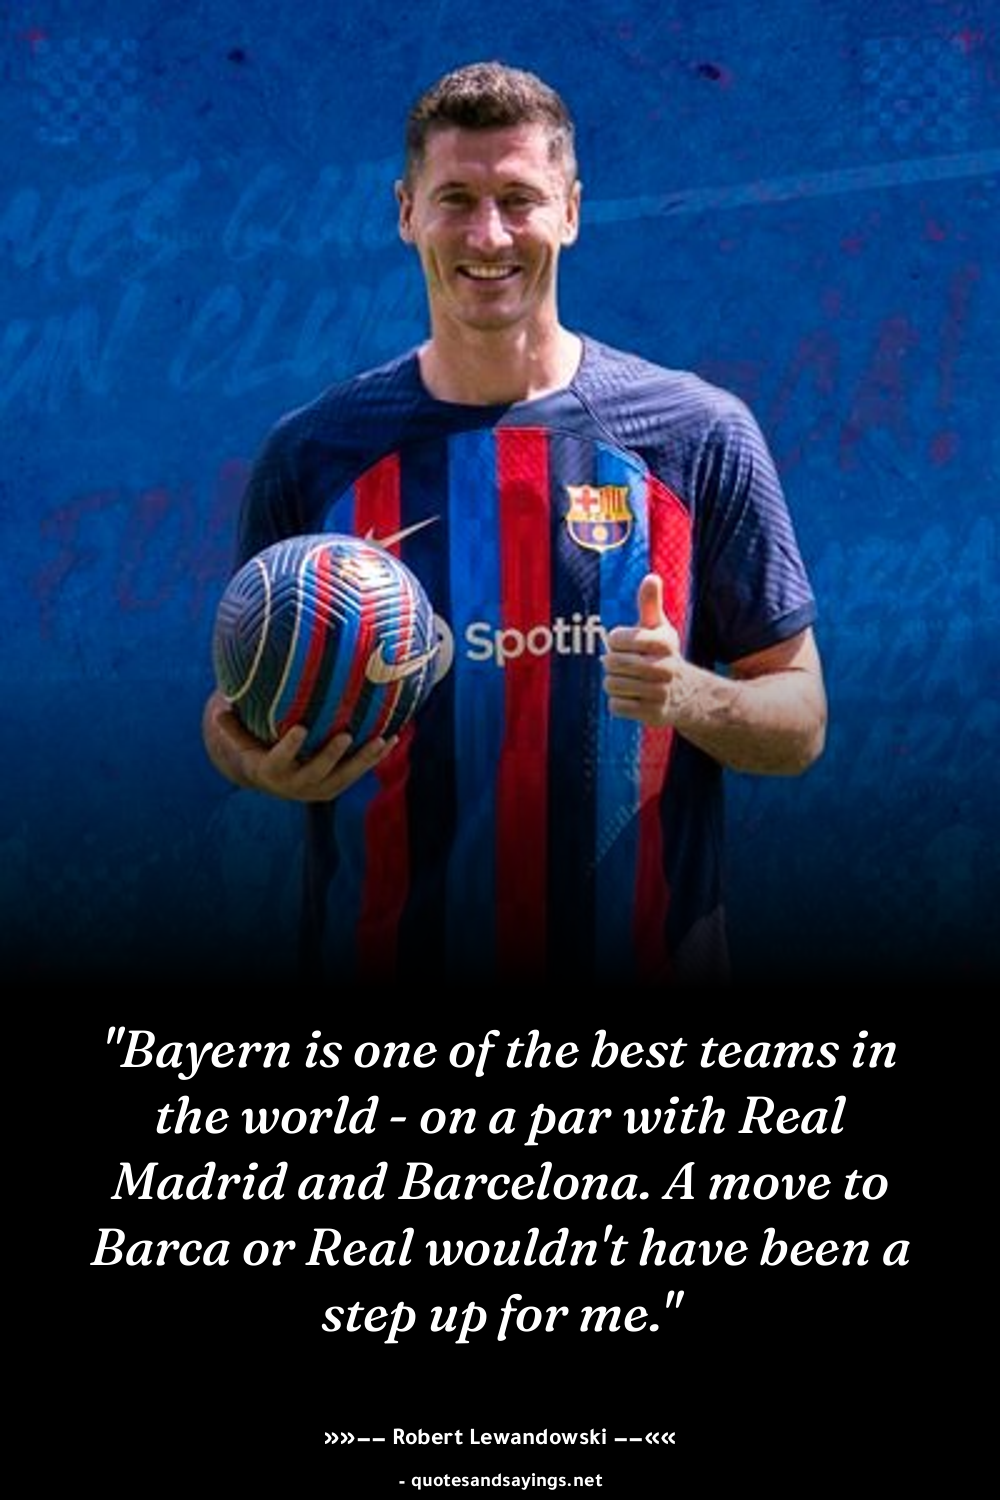 Spotify
"Bayern is one of the best teams in
the world - on a par with Real
Madrid and Barcelona. A move to
Barca or Real wouldn't have been a
step up for me."
»»–– Robert Lewandowski ––««
- quotesandsayings.net